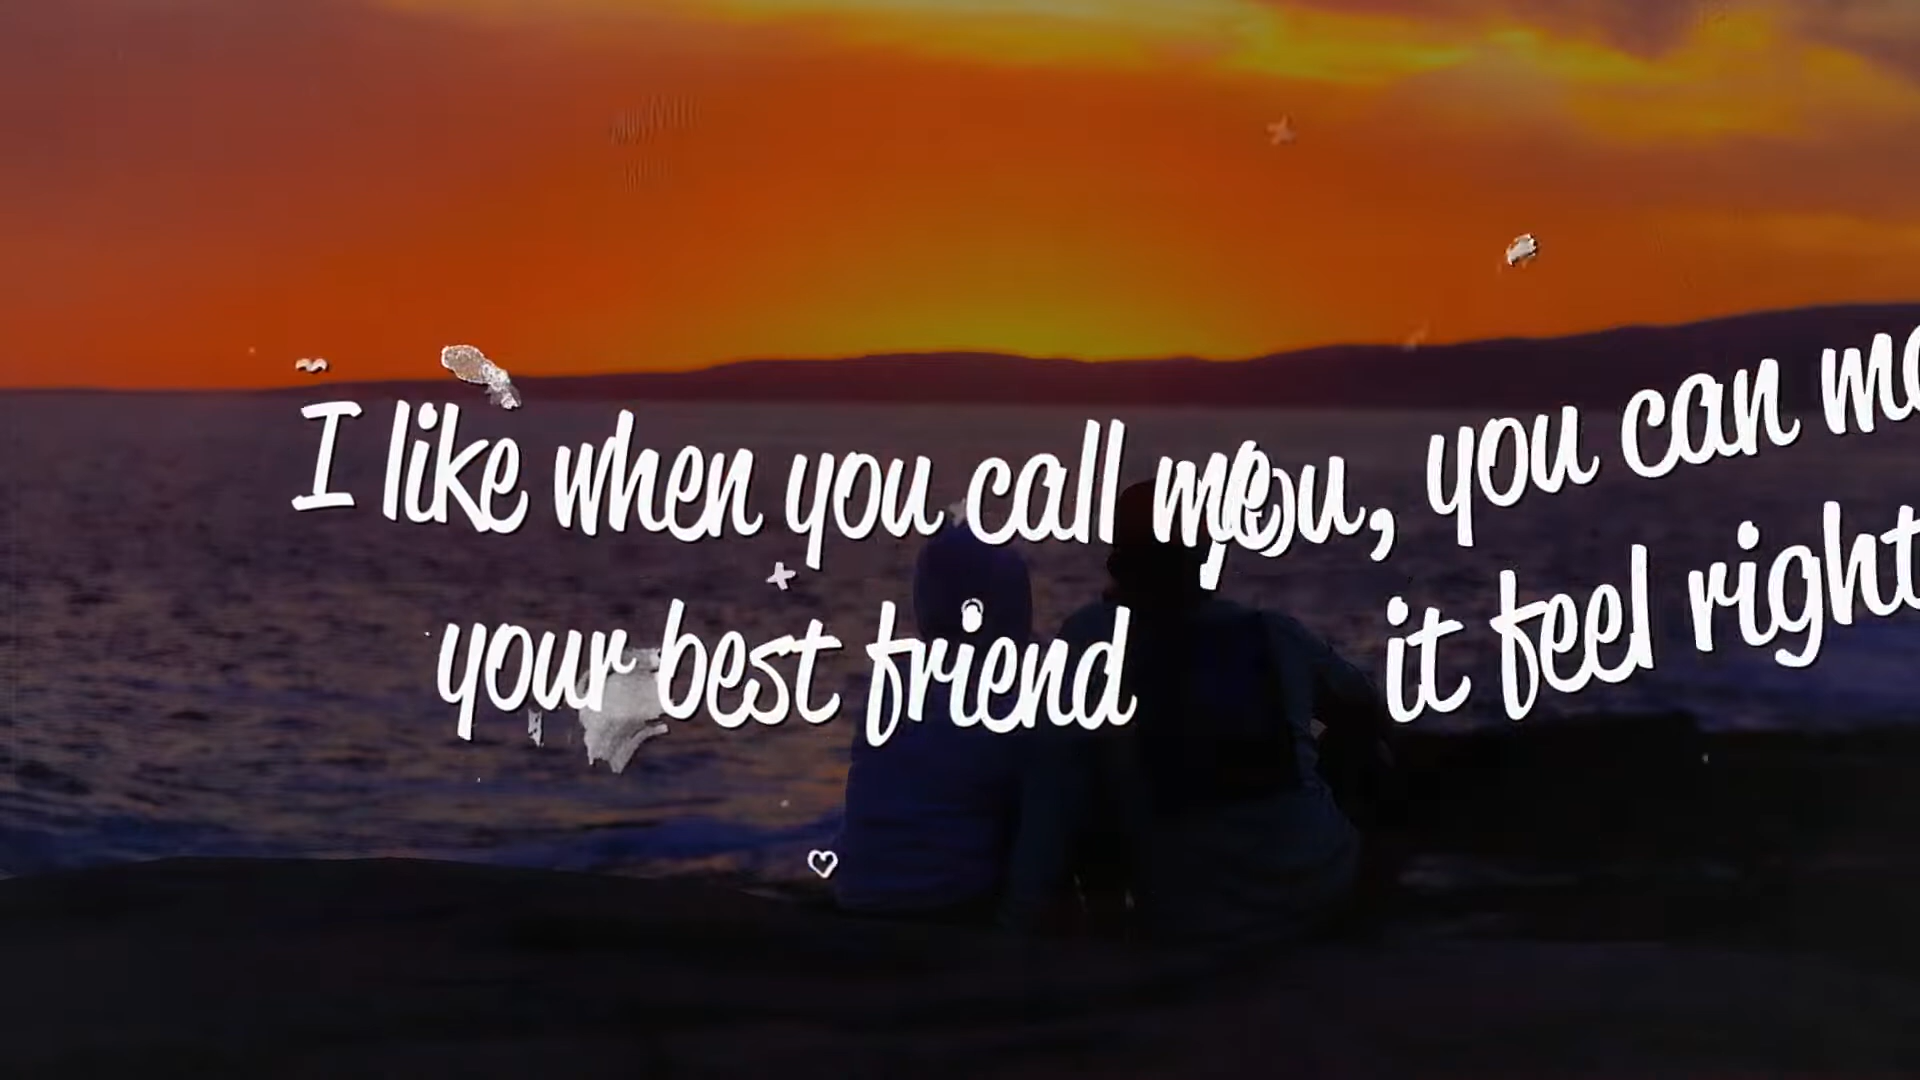 I like when you call me
your best friend
you, you can
it feel right